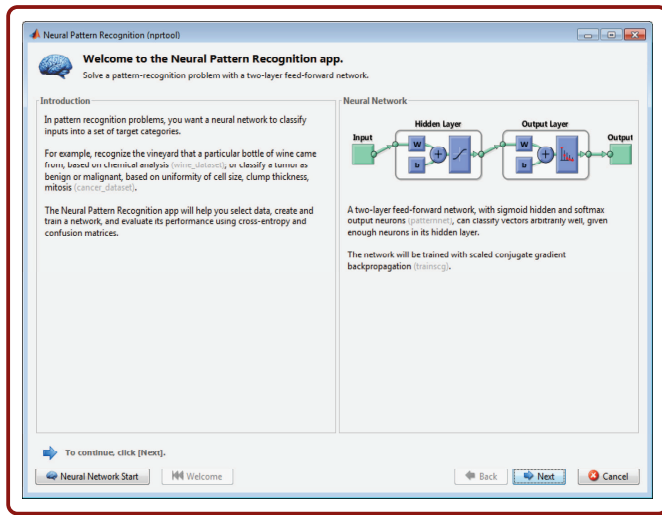 Neural Pattern Recognition (nprtool)
Welcome to the Neural Pattern Recognition app.
Solve a pattern-recognition problem with a two-layer feed-forward network.
Introduction
In pattern recognition problems, you want a neural network to classify
inputs into a set of target categories.
For example, recognize the vineyard that a particular bottle of wine came
from, based on chemical analysis (wine_dataset), or classify a tumor as
benign or malignant, based on uniformity of cell size, clump thickness,
mitosis (cancer_dataset).
The Neural Pattern Recognition app will help you select data, create and
train a network, and evaluate its performance using cross-entropy and
confusion matrices.
Neural Network
Hidden Layer
Output Layer
Input
Output
W
b
W
b
A two-layer feed-forward network, with sigmoid hidden and softmax
output neurons (patternnet), can classify vectors arbitrarily well, given
enough neurons in its hidden layer.
The network will be trained with scaled conjugate gradient
backpropagation (trainscg).
To continue, click [Next].
Neural Network Start
Welcome
Back
Next
Cancel